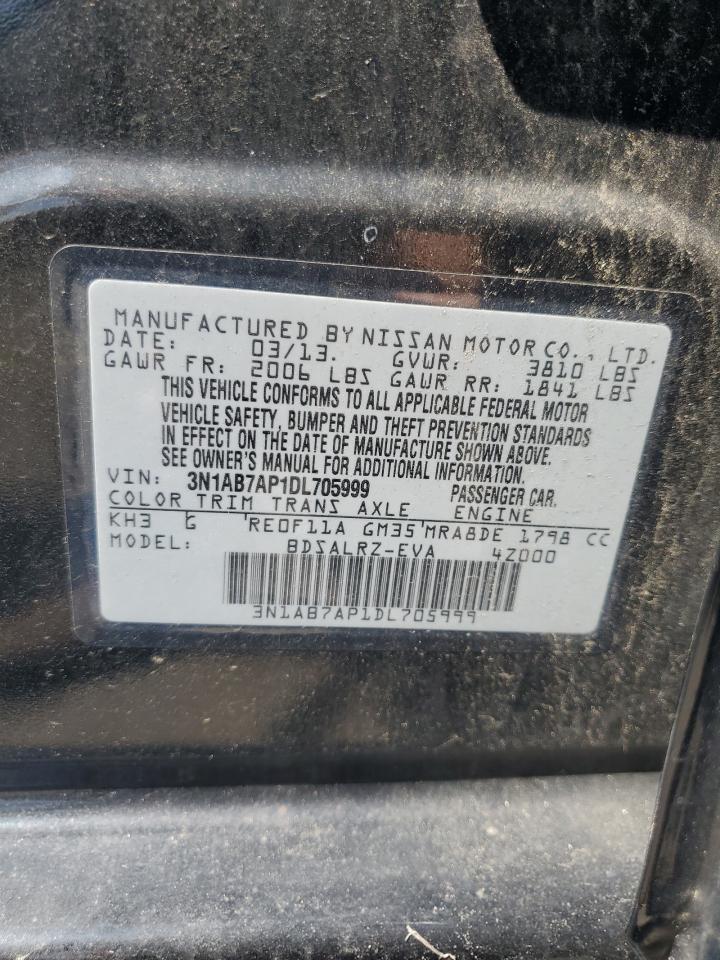 MANUFACTURED BY NISSAN MOTOR CO., LTD.
DATE: 03/13. GVWR: 3810 LBS
GAWR FR: 2006 LBS GAWR RR: 1841 LBS
THIS VEHICLE CONFORMS TO ALL APPLICABLE FEDERAL MOTOR
VEHICLE SAFETY, BUMPER AND THEFT PREVENTION STANDARDS
IN EFFECT ON THE DATE OF MANUFACTURE SHOWN ABOVE.
SEE OWNER'S MANUAL FOR ADDITIONAL INFORMATION.
VIN: 3N1AB7AP1DL705999 PASSENGER CAR.
COLOR TRIM TRANS AXLE ENGINE
KH3 G RE0F11A GM35 MRA8DE 1798 CC
MODEL: BDSALRZ-EVA 4Z000
3N1AB7AP1DL705999